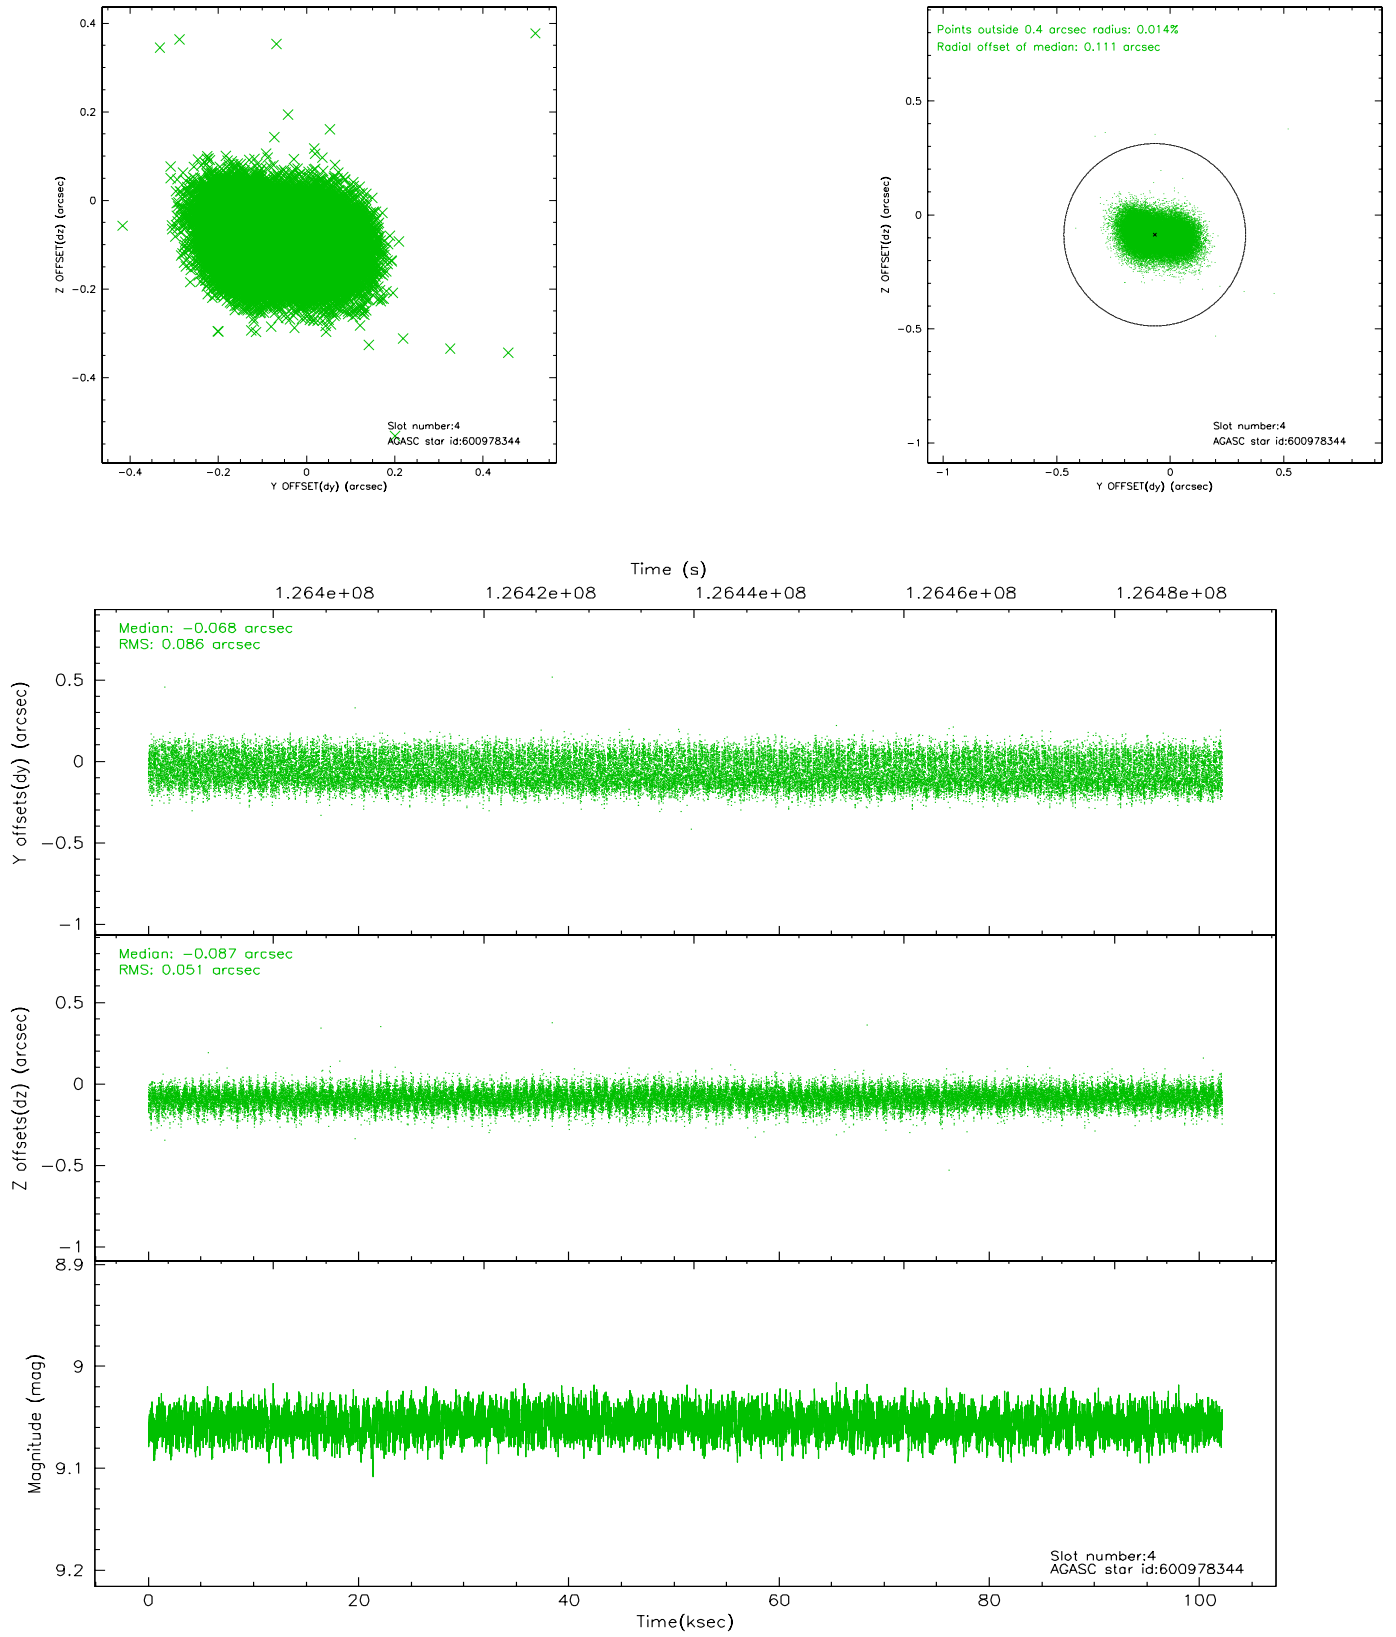 0.4
0.2
0
-0.2
-0.4
Z OFFSET(dz) (arcsec)
Slot number:4
AGASC star id:600978344
-0.4 -0.2 0 0.2 0.4
Y OFFSET(dy) (arcsec)
Points outside 0.4 arcsec radius: 0.014%
Radial offset of median: 0.111 arcsec
0.5
0
-0.5
-1
Z OFFSET(dz) (arcsec)
Slot number:4
AGASC star id:600978344
-1 -0.5 0 0.5
Y OFFSET(dy) (arcsec)
Time (s)
1.264e+08 1.2642e+08 1.2644e+08 1.2646e+08 1.2648e+08
Median: -0.068 arcsec
RMS: 0.086 arcsec
0.5
0
-0.5
-1
Y offsets(dy) (arcsec)
Median: -0.087 arcsec
RMS: 0.051 arcsec
0.5
0
-0.5
-1
Z offsets(dz) (arcsec)
8.9
9
9.1
9.2
Magnitude (mag)
Slot number:4
AGASC star id:600978344
0 20 40 60 80 100
Time(ksec)